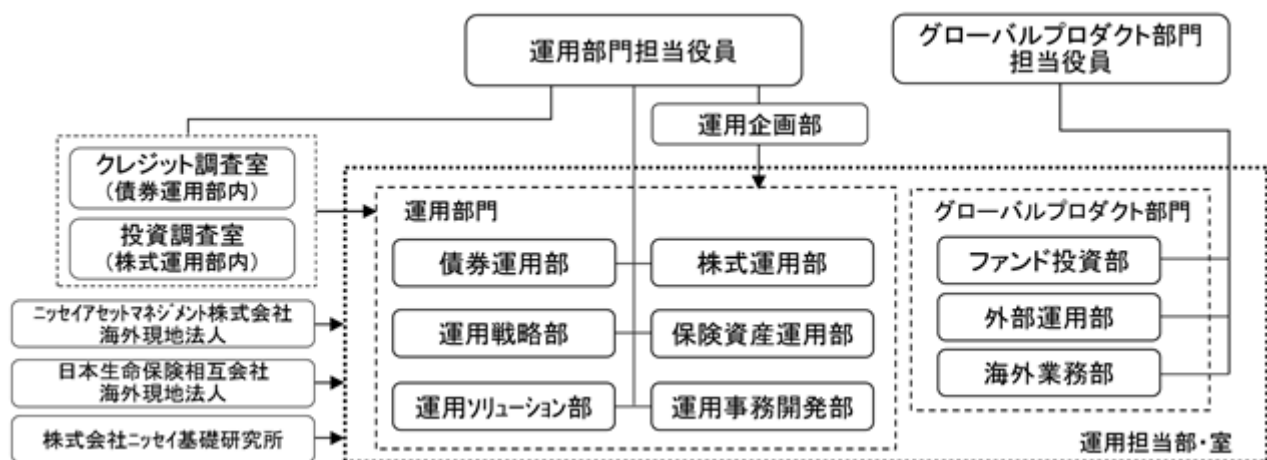 運用部門担当役員
グローバルプロダクト部門
担当役員
運用企画部
クレジット調査室
(債券運用部内)
投資調査室
(株式運用部内)
運用部門
債券運用部
株式運用部
運用戦略部
保険資産運用部
運用ソリューション部
運用事務開発部
グローバルプロダクト部門
ファンド投資部
外部運用部
海外業務部
ニッセイアセットマネジメント株式会社
海外現地法人
日本生命保険相互会社
海外現地法人
株式会社ニッセイ基礎研究所
運用担当部・室